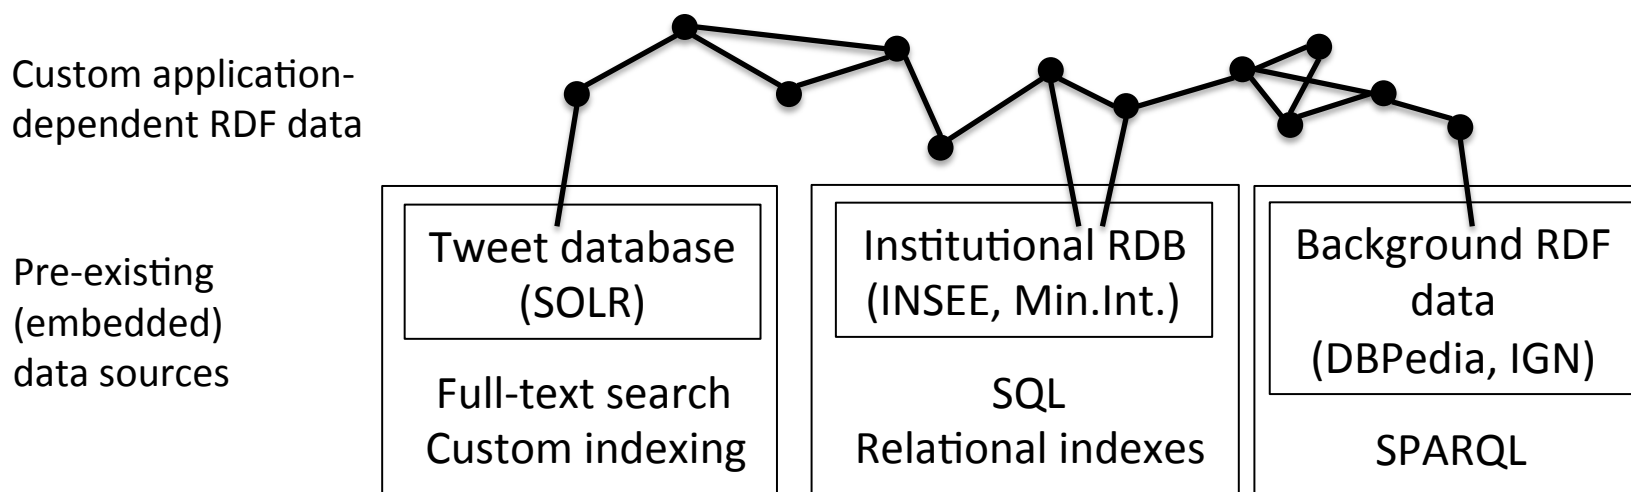 Custom application-
dependent RDF data
Pre-existing
(embedded)
data sources
Tweet database
(SOLR)
Full-text search
Custom indexing
Institutional RDB
(INSEE, Min.Int.)
SQL
Relational indexes
Background RDF
data
(DBPedia, IGN)
SPARQL